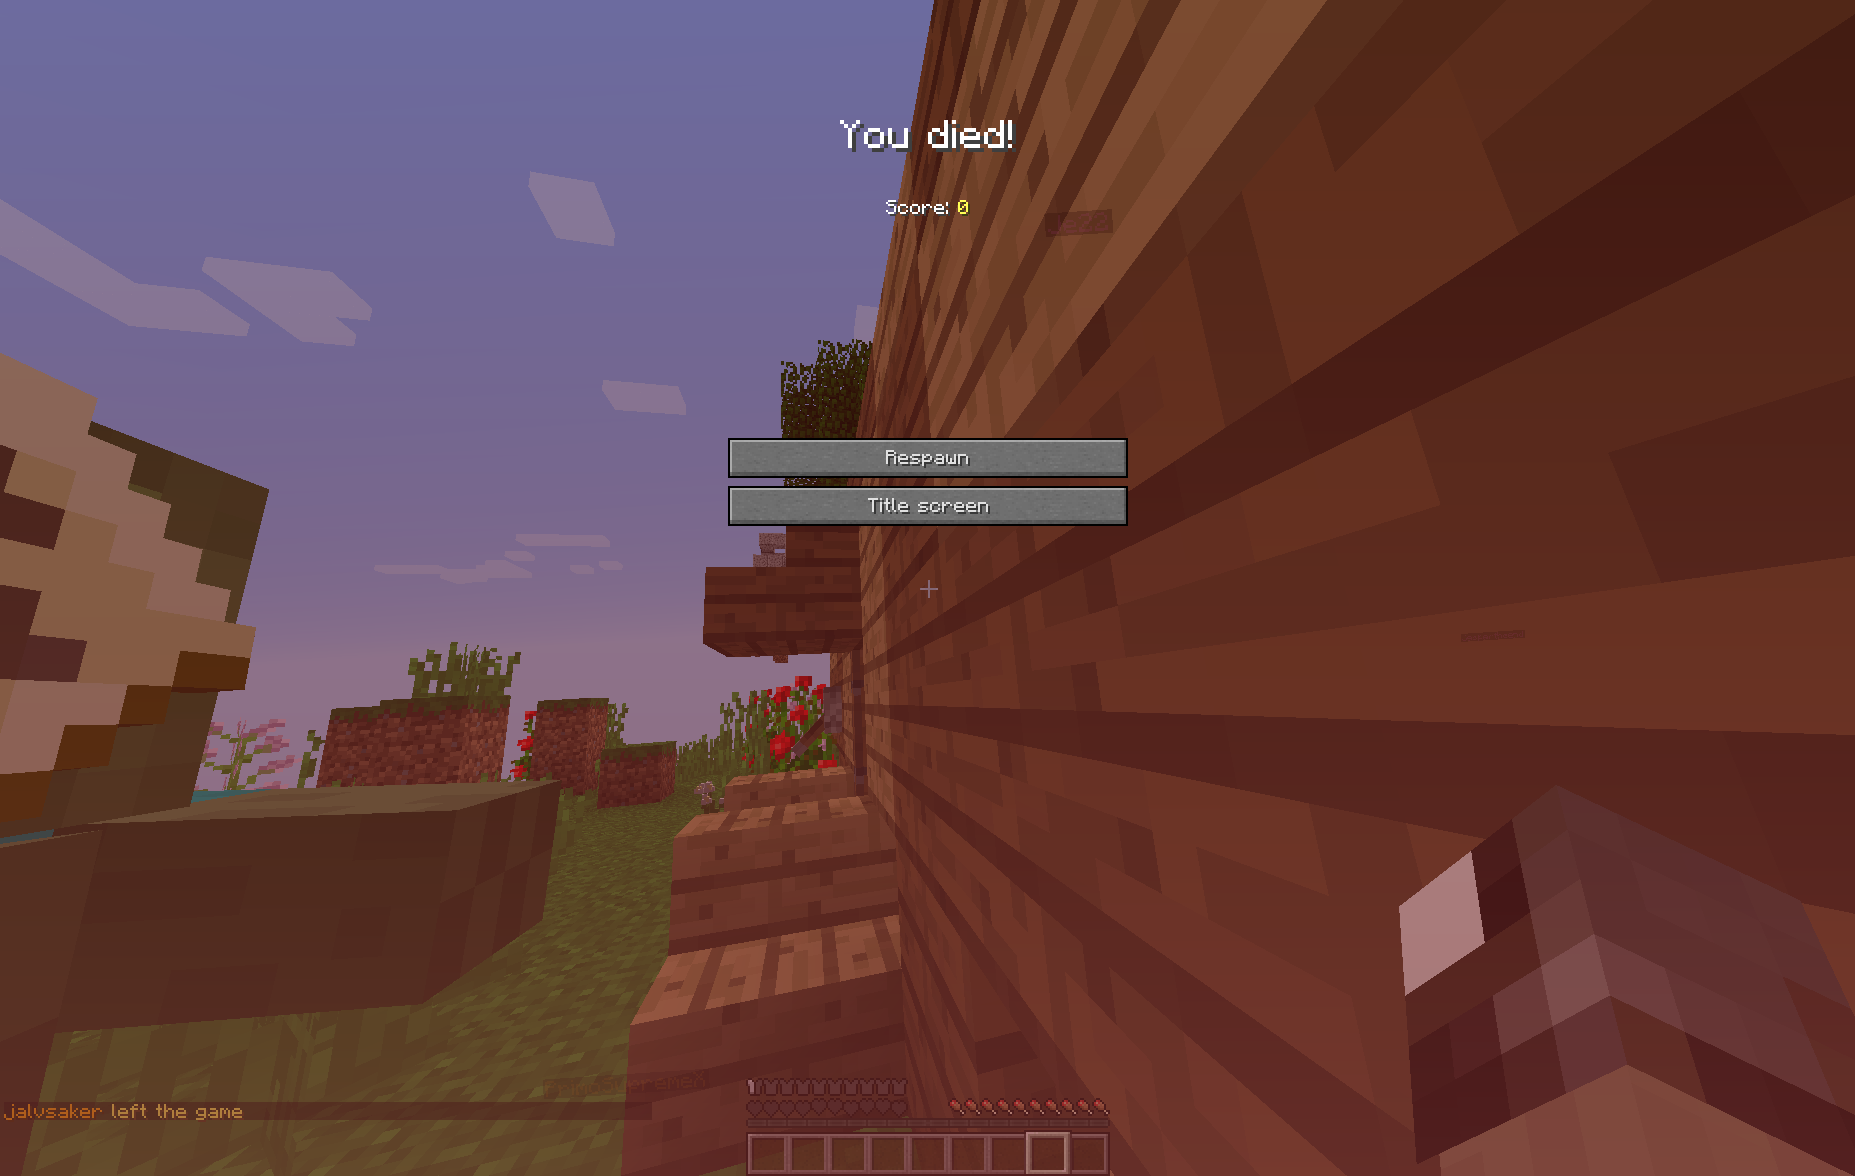 You died!
Score: 0
Respawn
Title screen
jalvsaker left the game